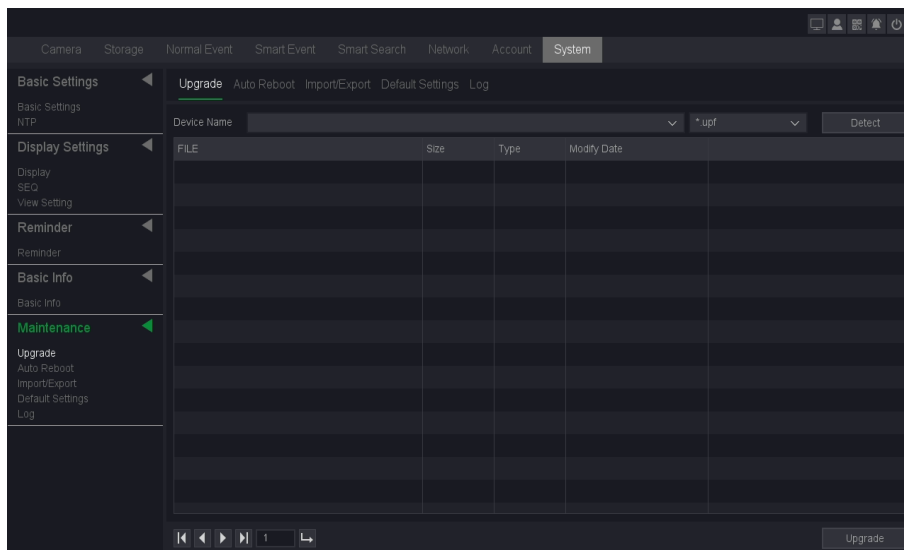 Camera Storage Normal Event Smart Event Smart Search Network Account System
Basic Settings
Basic Settings
NTP
Display Settings
Display
SEQ
View Setting
Reminder
Reminder
Basic Info
Basic Info
Maintenance
Upgrade
Auto Reboot
Import/Export
Default Settings
Log
Upgrade Auto Reboot Import/Export Default Settings Log
Device Name *.upf Detect
FILE Size Type Modify Date
1
Upgrade